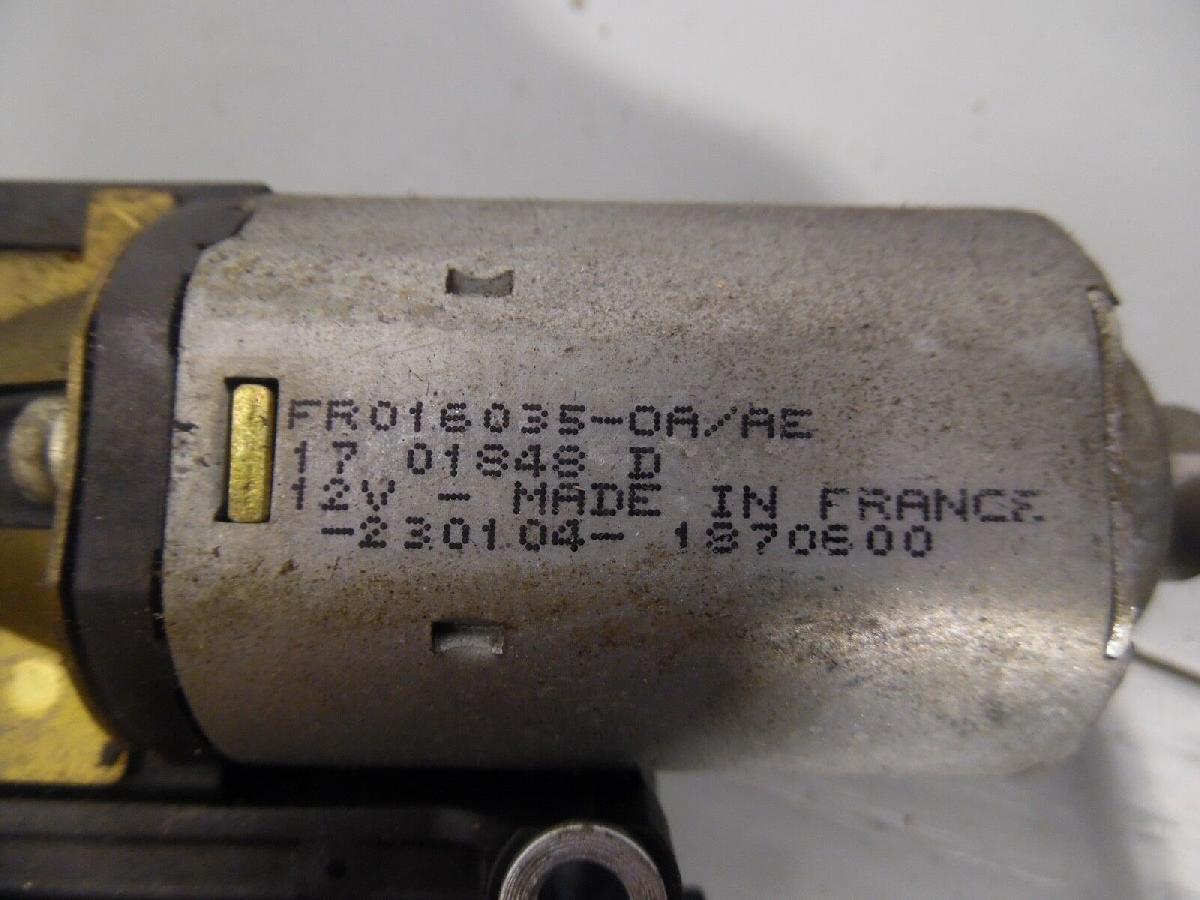 FR016035-0A/AE
17 01848 D
12V - MADE IN FRANCE
-230104- 1870600